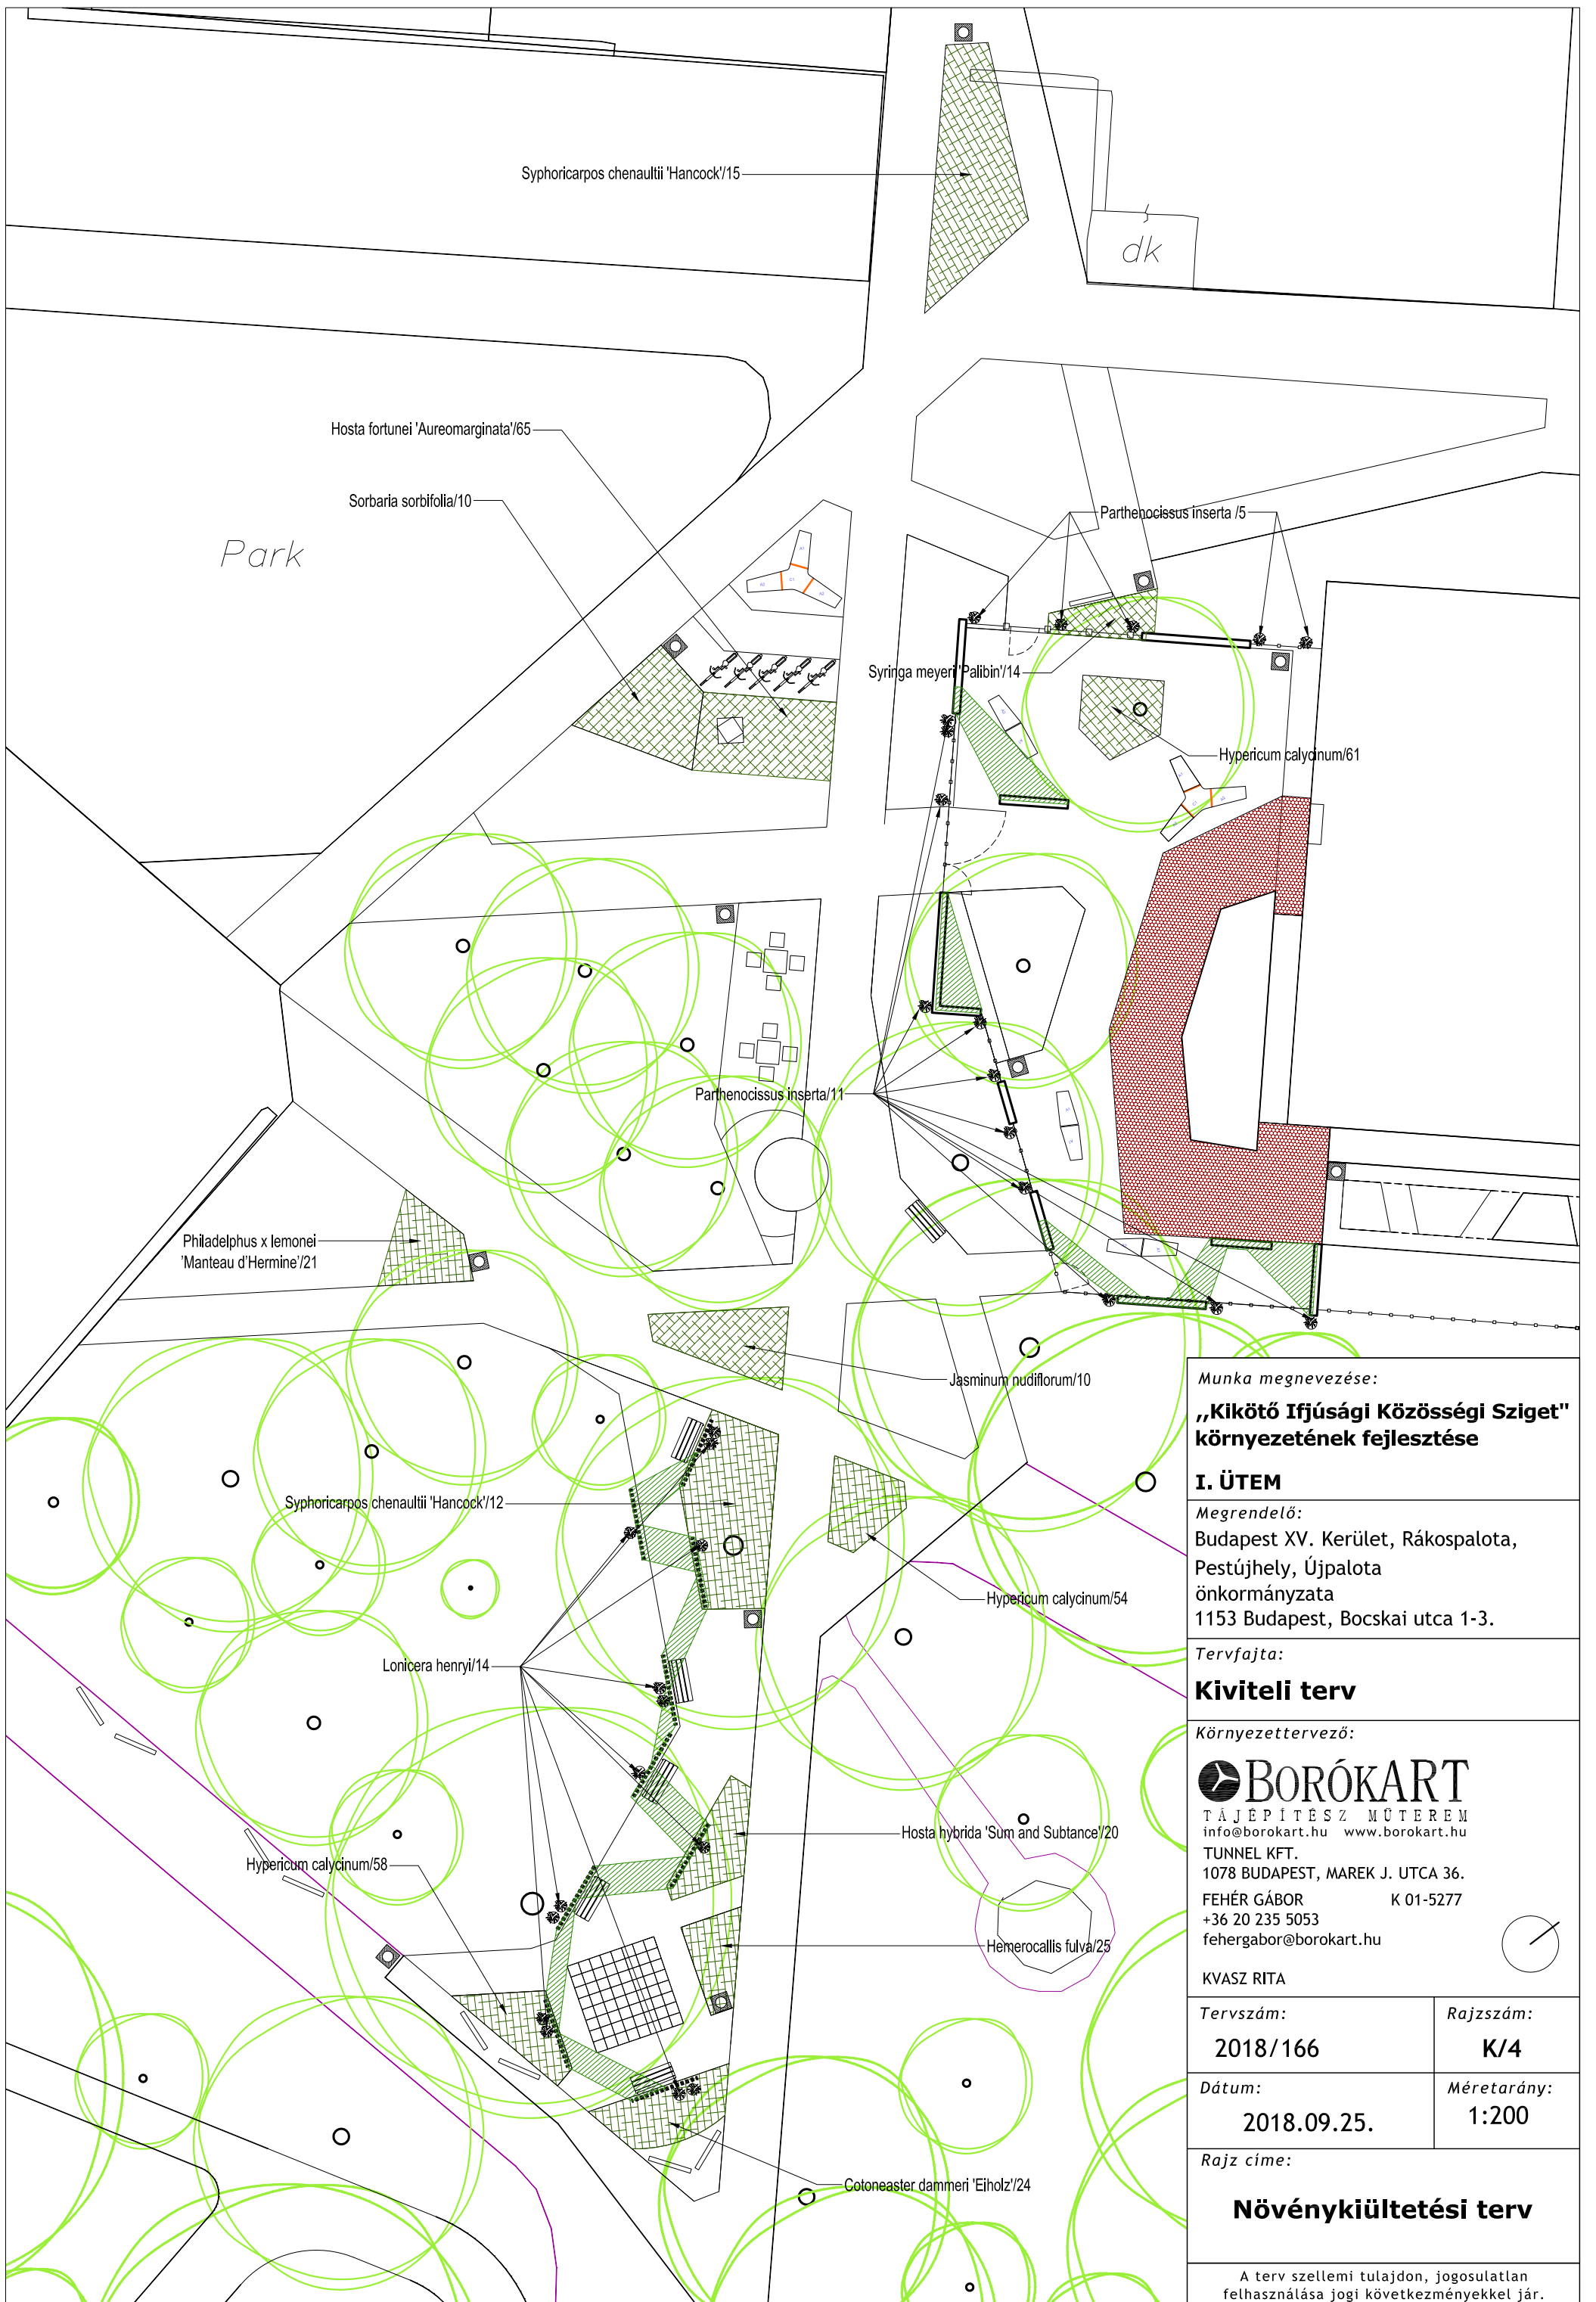 Syphoricarpos chenaultii 'Hancock'/15
dk
Hosta fortunei 'Aureomarginata'/65
Sorbaria sorbifolia/10
Park
Parthenocissus inserta /5
Syringa meyeri 'Palibin'/14
Hypericum calycinum/61
Parthenocissus inserta/11
Philadelphus x lemonei
'Manteau d'Hermine'/21
Jasminum nudiflorum/10
Syphoricarpos chenaultii 'Hancock'/12
Hypericum calycinum/54
Lonicera henryi/14
Hosta hybrida 'Sum and Subtance'/20
Hypericum calycinum/58
Hemerocallis fulva/25
Cotoneaster dammeri 'Eiholz'/24
Munka megnevezése:
„Kikötő Ifjúsági Közösségi Sziget"
környezetének fejlesztése
I. ÜTEM
Megrendelő:
Budapest XV. Kerület, Rákospalota,
Pestújhely, Újpalota
önkormányzata
1153 Budapest, Bocskai utca 1-3.
Tervfajta:
Kiviteli terv
Környezettervező:
BORÓKART
TÁJÉPÍTÉSZ MŰTEREM
info@borokart.hu www.borokart.hu
TUNNEL KFT.
1078 BUDAPEST, MAREK J. UTCA 36.
FEHÉR GÁBOR K 01-5277
+36 20 235 5053
fehergabor@borokart.hu
KVASZ RITA
Tervszám: Rajzszám:
2018/166 K/4
Dátum: Méretarány:
2018.09.25. 1:200
Rajz címe:
Növénykiültetési terv
A terv szellemi tulajdon, jogosulatlan
felhasználása jogi következményekkel jár.